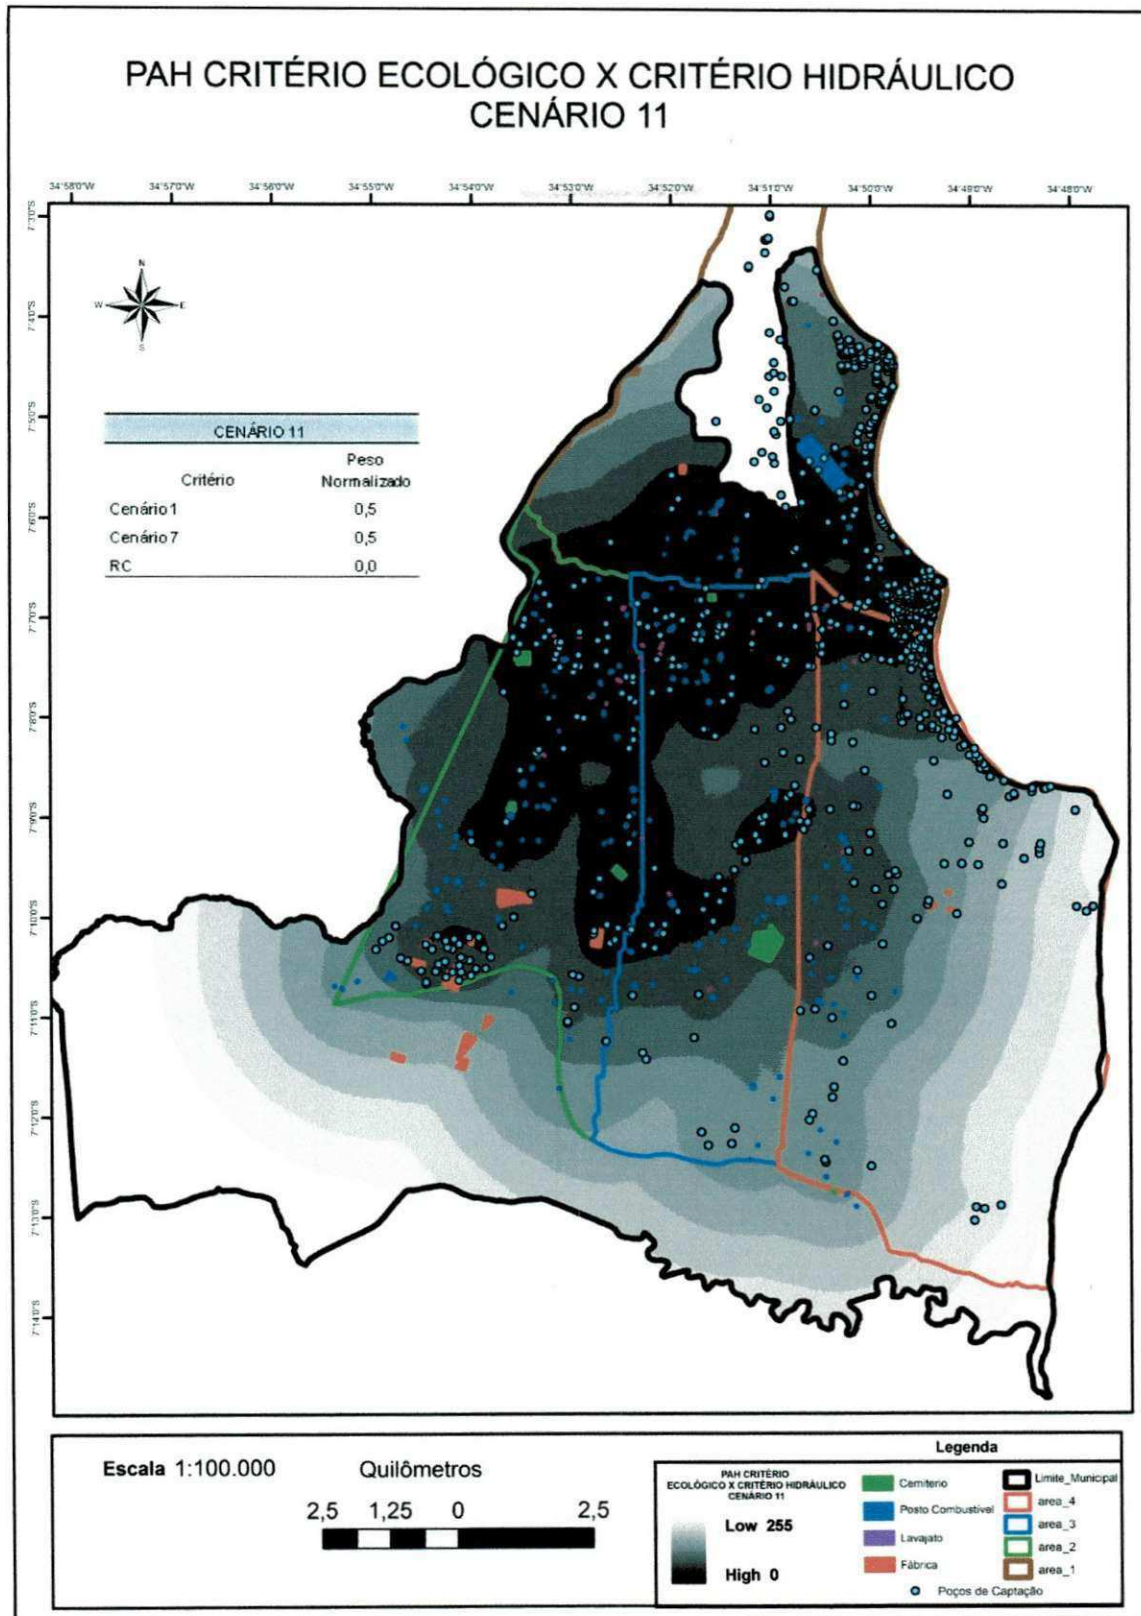 PAH CRITÉRIO ECOLÓGICO X CRITÉRIO HIDRÁULICO
CENÁRIO 11
34°58'0"W 34°57'0"W 34°56'0"W 34°55'0"W 34°54'0"W 34°53'0"W 34°52'0"W 34°51'0"W 34°50'0"W 34°49'0"W 34°48'0"W
7°3'0"S
7°4'0"S
7°5'0"S
7°6'0"S
7°7'0"S
7°8'0"S
7°9'0"S
7°10'0"S
7°11'0"S
7°12'0"S
7°13'0"S
7°14'0"S
N
W E
S
CENÁRIO 11
Critério Peso Normalizado
Cenário1 0,5
Cenário7 0,5
RC 0,0
Escala 1:100.000
Quilômetros
2,5 1,25 0 2,5
Legenda
PAH CRITÉRIO
ECOLÓGICO X CRITÉRIO HIDRÁULICO
CENÁRIO 11
Low 255
High 0
Cemiterio
Posto Combustível
Lavajato
Fábrica
Limite_Municipal
area_4
area_3
area_2
area_1
Poços de Captação